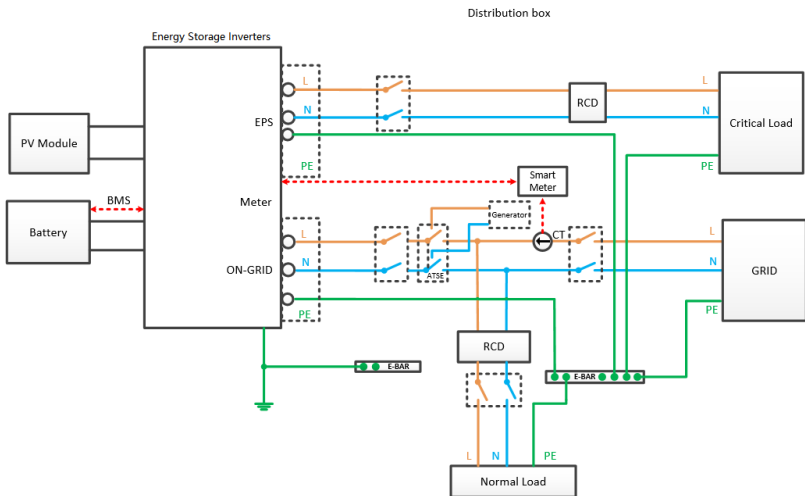 Distribution box
Energy Storage Inverters
L
L
RCD
N
N
EPS
Critical Load
PV Module
PE
PE
Smart
Meter
BMS
Meter
Generator
L
CT
L
Battery
N
N
ON-GRID
ATSE
GRID
PE
PE
RCD
E-BAR
E-BAR
L
N
PE
Normal Load